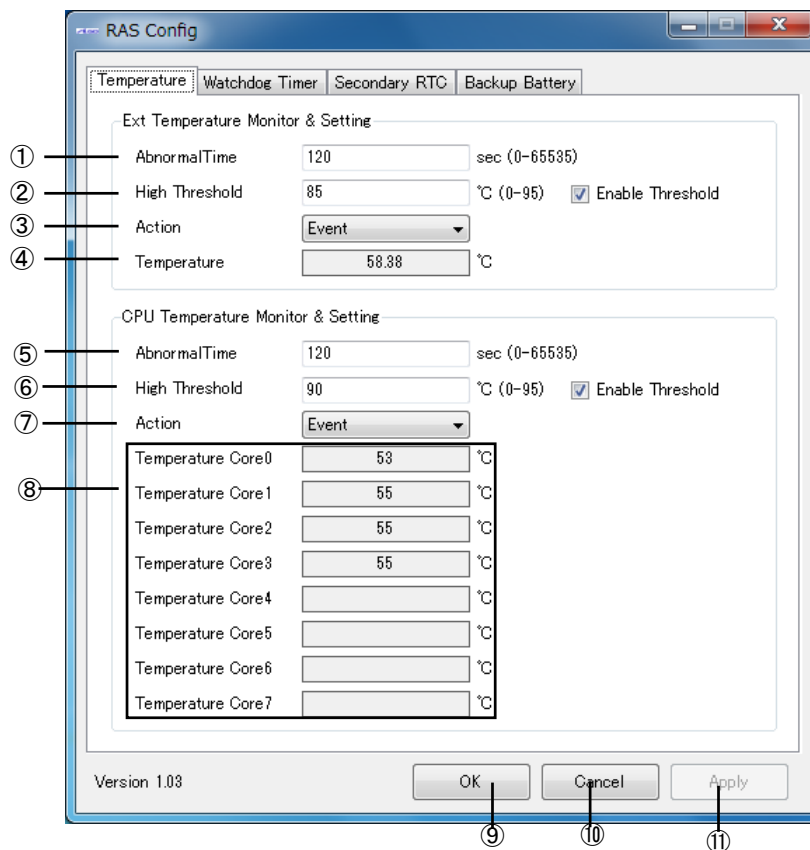 RAS Config
Temperature Watchdog Timer Secondary RTC Backup Battery
Ext Temperature Monitor & Setting
① AbnormalTime 120 sec (0-65535)
② High Threshold 85 ℃ (0-95) Enable Threshold
③ Action Event
④ Temperature 58.38 ℃
CPU Temperature Monitor & Setting
⑤ AbnormalTime 120 sec (0-65535)
⑥ High Threshold 90 ℃ (0-95) Enable Threshold
⑦ Action Event
Temperature Core0 53 ℃
⑧ Temperature Core1 55 ℃
Temperature Core2 55 ℃
Temperature Core3 55 ℃
Temperature Core4 ℃
Temperature Core5 ℃
Temperature Core6 ℃
Temperature Core7 ℃
Version 1.03 OK Cancel Apply
⑨ ⑩ ⑪